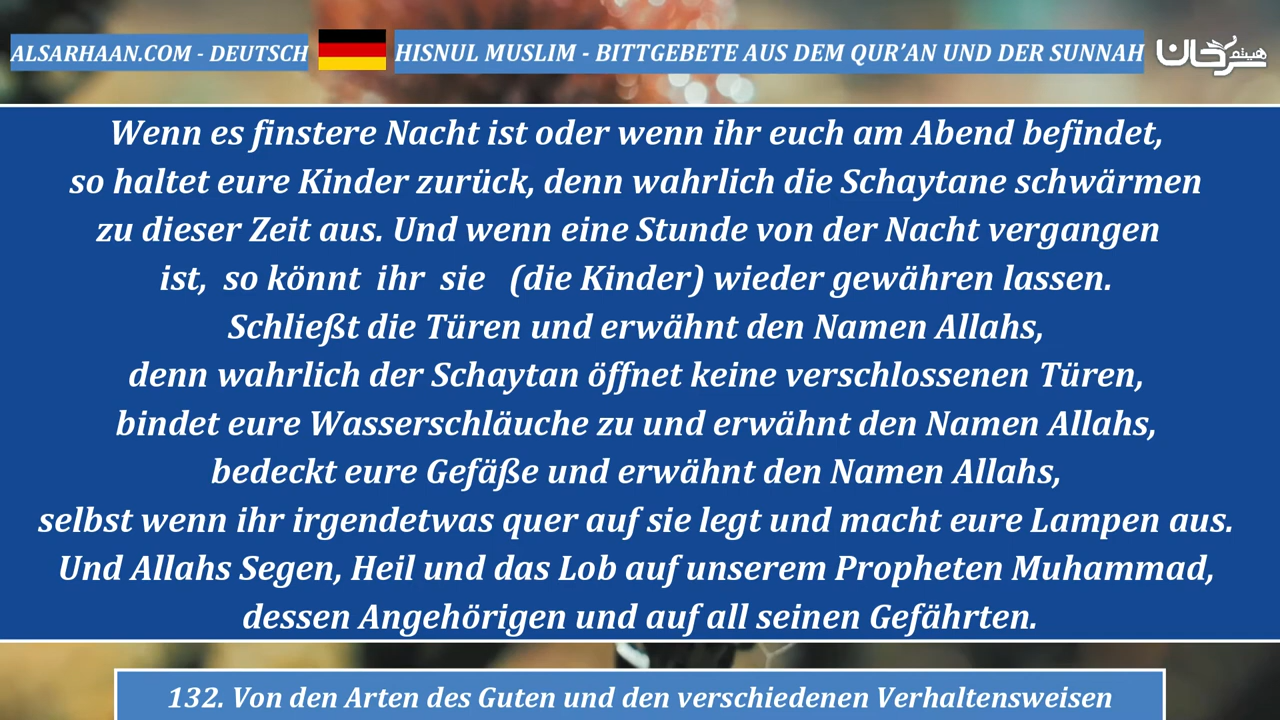 ALSARHAAN.COM - DEUTSCH
HISNUL MUSLIM - BITTGEBETE AUS DEM QUR’AN UND DER SUNNAH
هيثم سرحان
Wenn es finstere Nacht ist oder wenn ihr euch am Abend befindet,
so haltet eure Kinder zurück, denn wahrlich die Schaytane schwärmen
zu dieser Zeit aus. Und wenn eine Stunde von der Nacht vergangen
ist, so könnt ihr sie (die Kinder) wieder gewähren lassen.
Schließt die Türen und erwähnt den Namen Allahs,
denn wahrlich der Schaytan öffnet keine verschlossenen Türen,
bindet eure Wasserschläuche zu und erwähnt den Namen Allahs,
bedeckt eure Gefäße und erwähnt den Namen Allahs,
selbst wenn ihr irgendetwas quer auf sie legt und macht eure Lampen aus.
Und Allahs Segen, Heil und das Lob auf unserem Propheten Muhammad,
dessen Angehörigen und auf all seinen Gefährten.
132. Von den Arten des Guten und den verschiedenen Verhaltensweisen